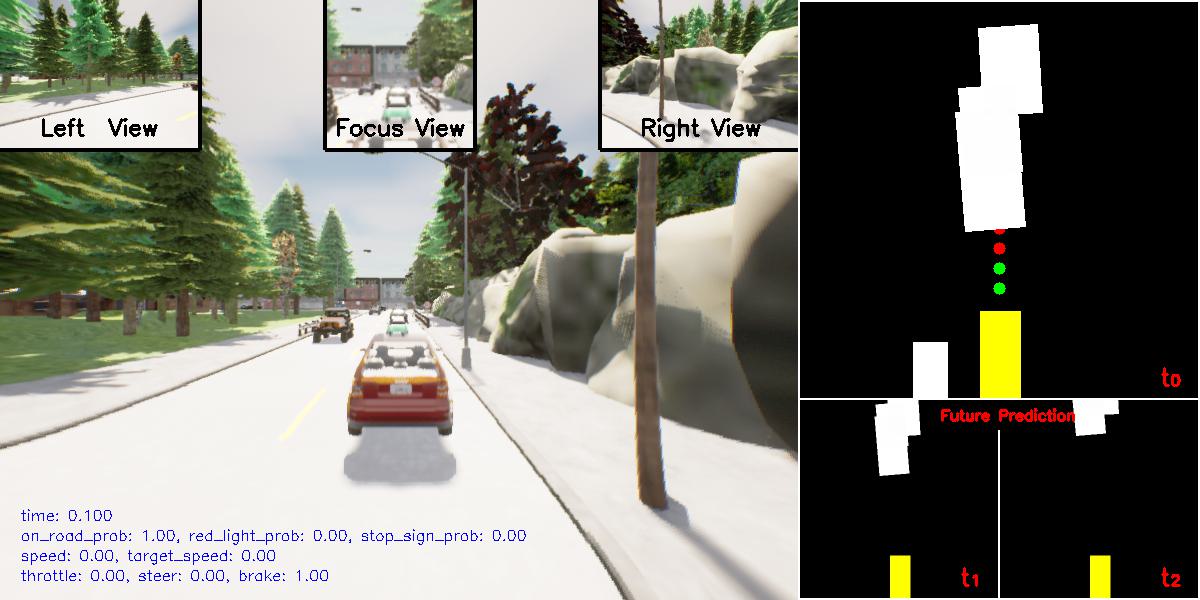 Left View
Focus View
Right View
time: 0.100
on_road_prob: 1.00, red_light_prob: 0.00, stop_sign_prob: 0.00
speed: 0.00, target_speed: 0.00
throttle: 0.00, steer: 0.00, brake: 1.00
t0
Future Prediction
t1
t2